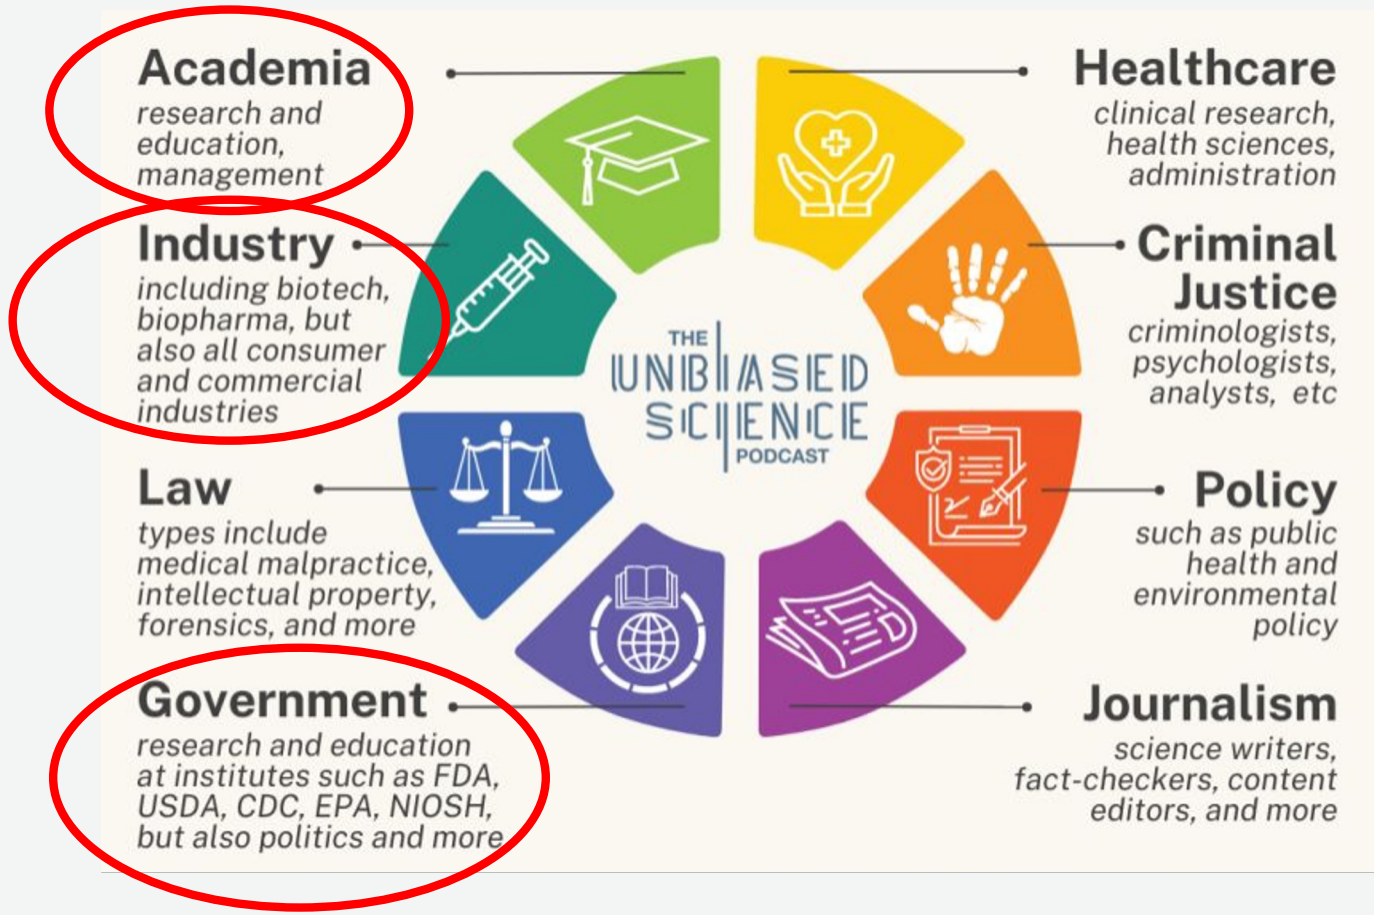 Academia
research and
education,
management
Industry
including biotech,
biopharma, but
also all consumer
and commercial
industries
Law
types include
medical malpractice,
intellectual property,
forensics, and more
Government
research and education
at institutes such as FDA,
USDA, CDC, EPA, NIOSH,
but also politics and more
THE
UNBIASED
SCIENCE
PODCAST
Healthcare
clinical research,
health sciences,
administration
Criminal
Justice
criminologists,
psychologists,
analysts, etc
Policy
such as public
health and
environmental
policy
Journalism
science writers,
fact-checkers, content
editors, and more